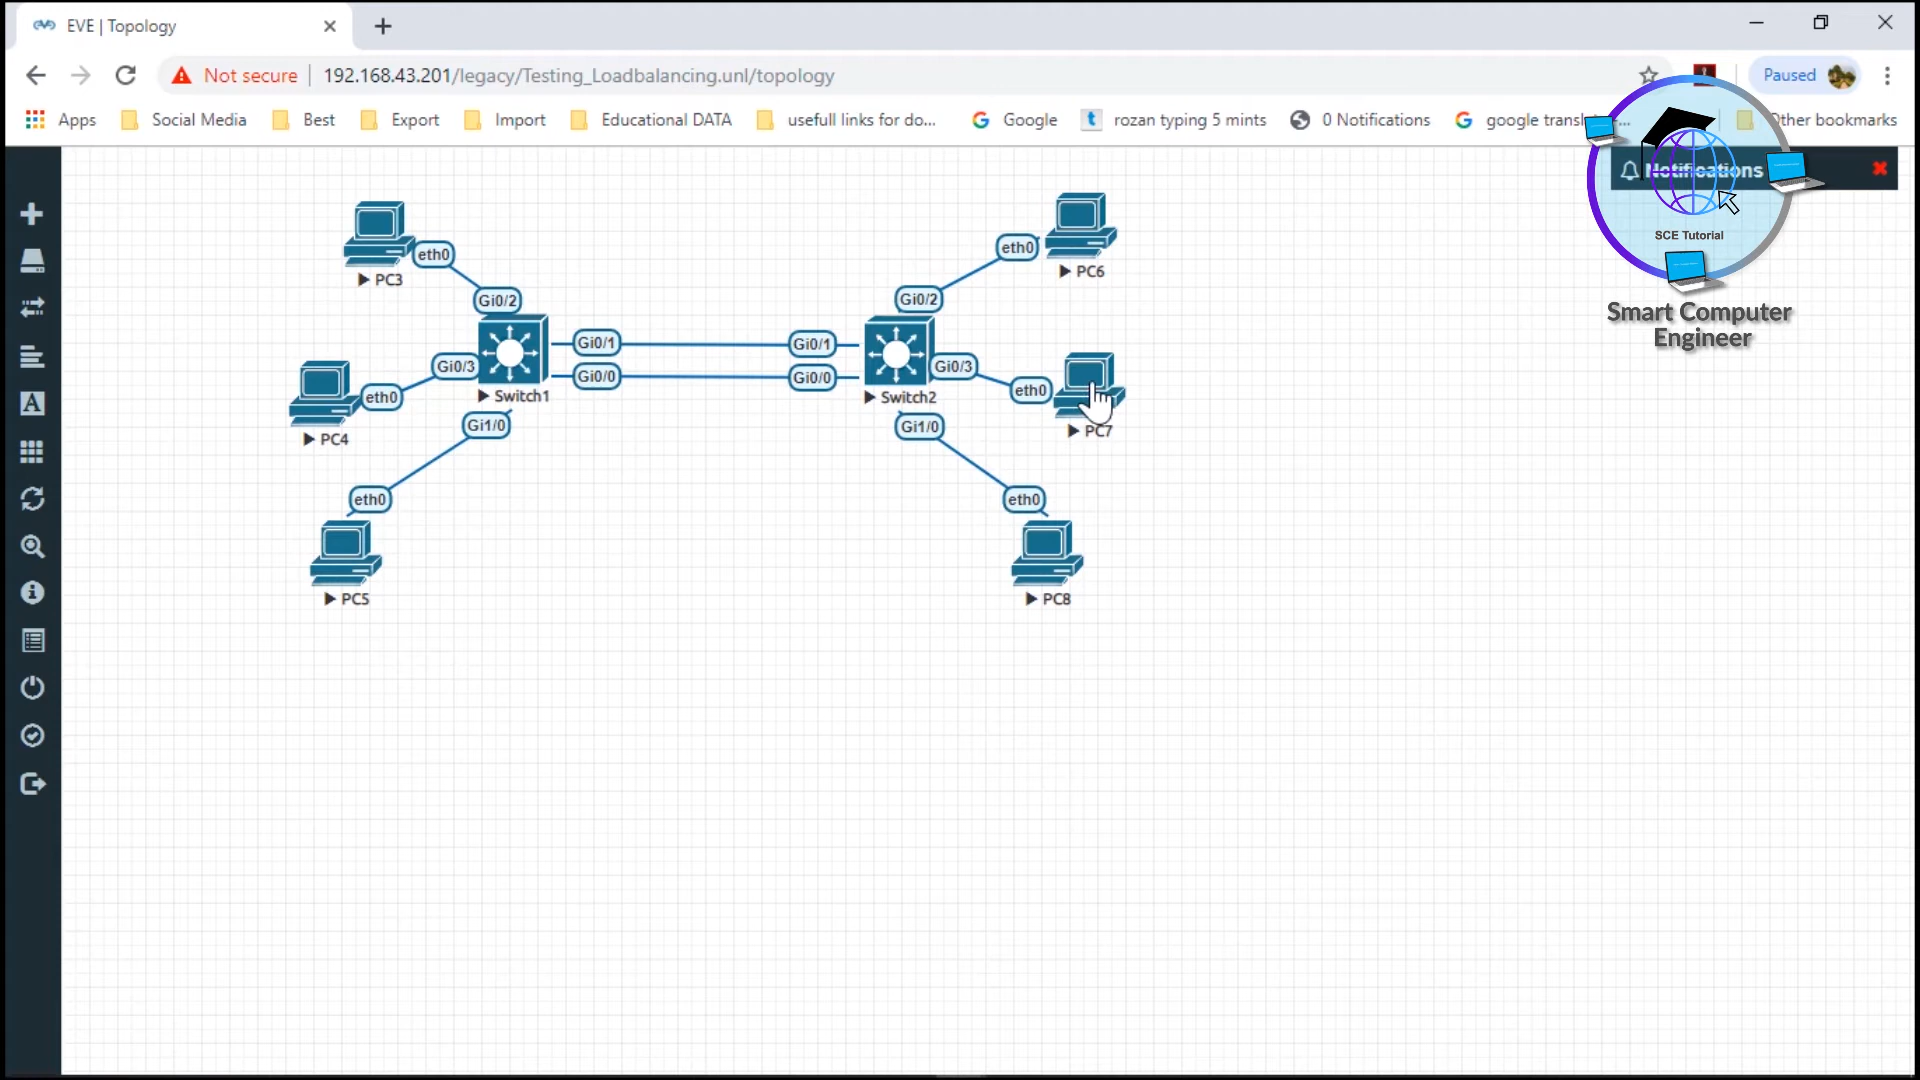 EVE | Topology
Not secure
192.168.43.201/legacy/Testing_Loadbalancing.unl/topology
Paused
Apps
Social Media
Best
Export
Import
Educational DATA
usefull links for do...
Google
rozan typing 5 mints
0 Notifications
google transl
Other bookmarks
Notifications
SCE Tutorial
Smart Computer
Engineer
eth0
PC3
Gi0/2
eth0
PC6
Gi0/2
Gi0/1
Gi0/1
Gi0/3
Gi0/0
Gi0/0
Gi0/3
Switch1
Switch2
eth0
PC4
eth0
PC7
Gi1/0
Gi1/0
eth0
PC5
eth0
PC8